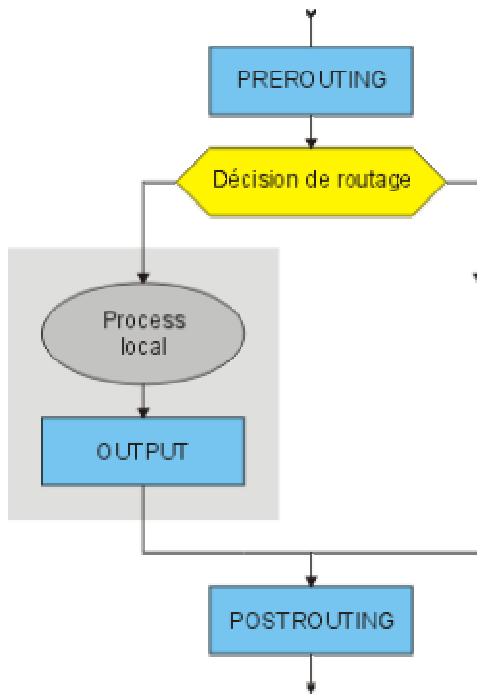 PREROUTING
Décision de routage
Process
local
OUTPUT
POSTROUTING